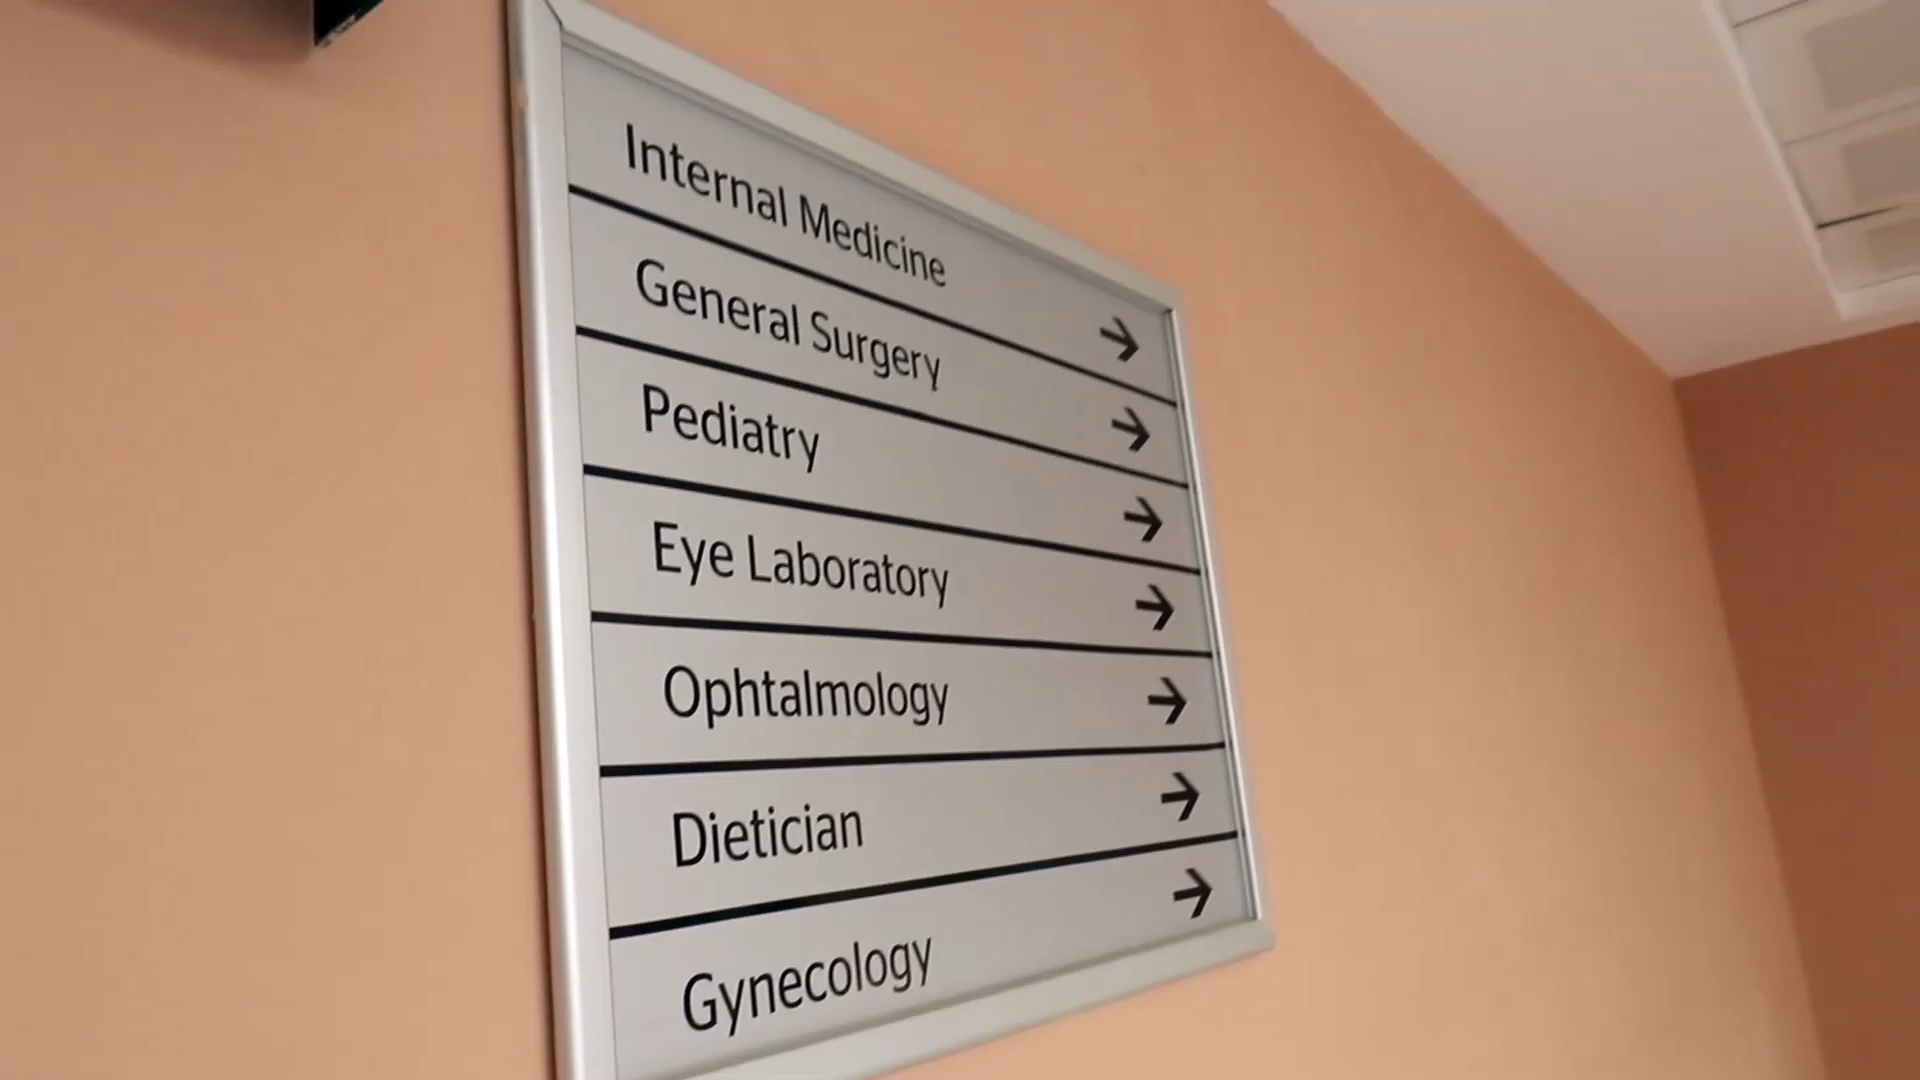 Internal Medicine →
General Surgery →
Pediatry →
Eye Laboratory →
Ophtalmology →
Dietician →
Gynecology →